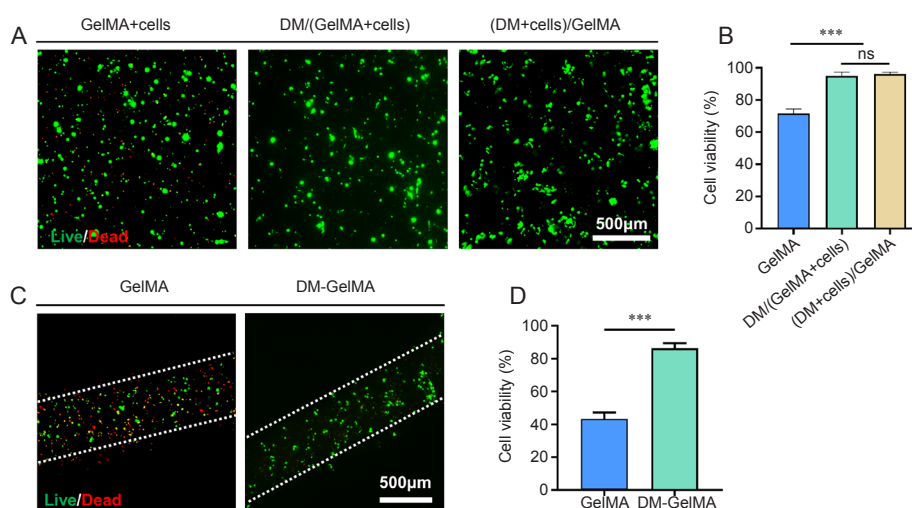 A
GelMA+cells
DM/(GelMA+cells)
(DM+cells)/GelMA
Live/Dead
500µm
B
***
ns
Cell viability (%)
100
80
60
40
20
0
GelMA
DM/(GelMA+cells)
(DM+cells)/GelMA
C
GelMA
DM-GelMA
Live/Dead
500µm
D
***
Cell viability (%)
100
80
60
40
20
0
GelMA
DM-GelMA